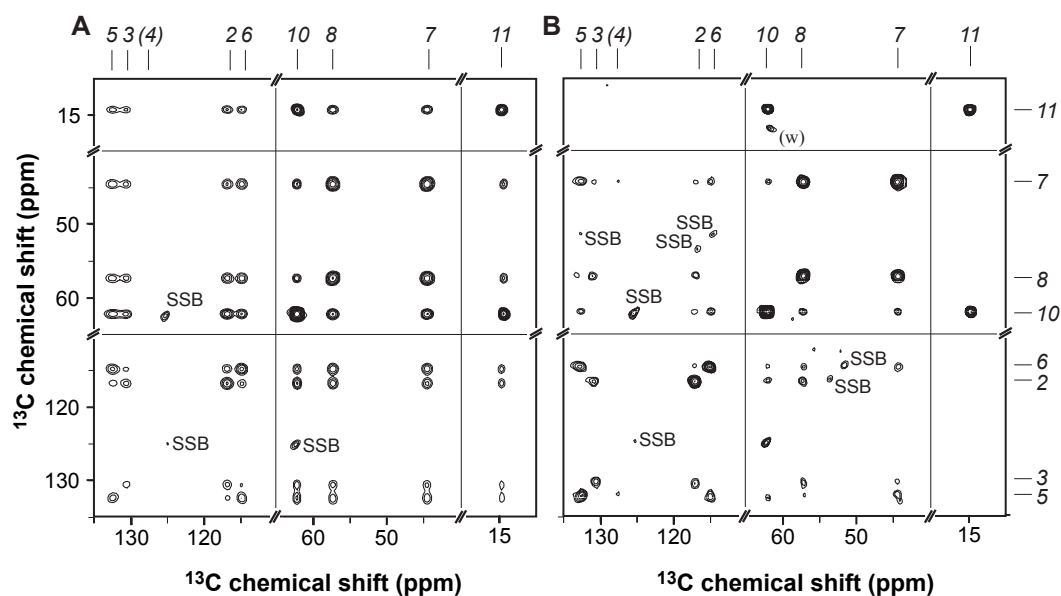 A
B
5 3 (4) 2 6 10 8 7 11
5 3 (4) 2 6 10 8 7 11
15
11
(w)
7
50
SSB
SSB
SSB
8
60
SSB
SSB
10
6
SSB
2
SSB
120
SSB
SSB
SSB
130
3
5
130 120 60 50 15
130 120 60 50 15
13C chemical shift (ppm)
13C chemical shift (ppm)
13C chemical shift (ppm)